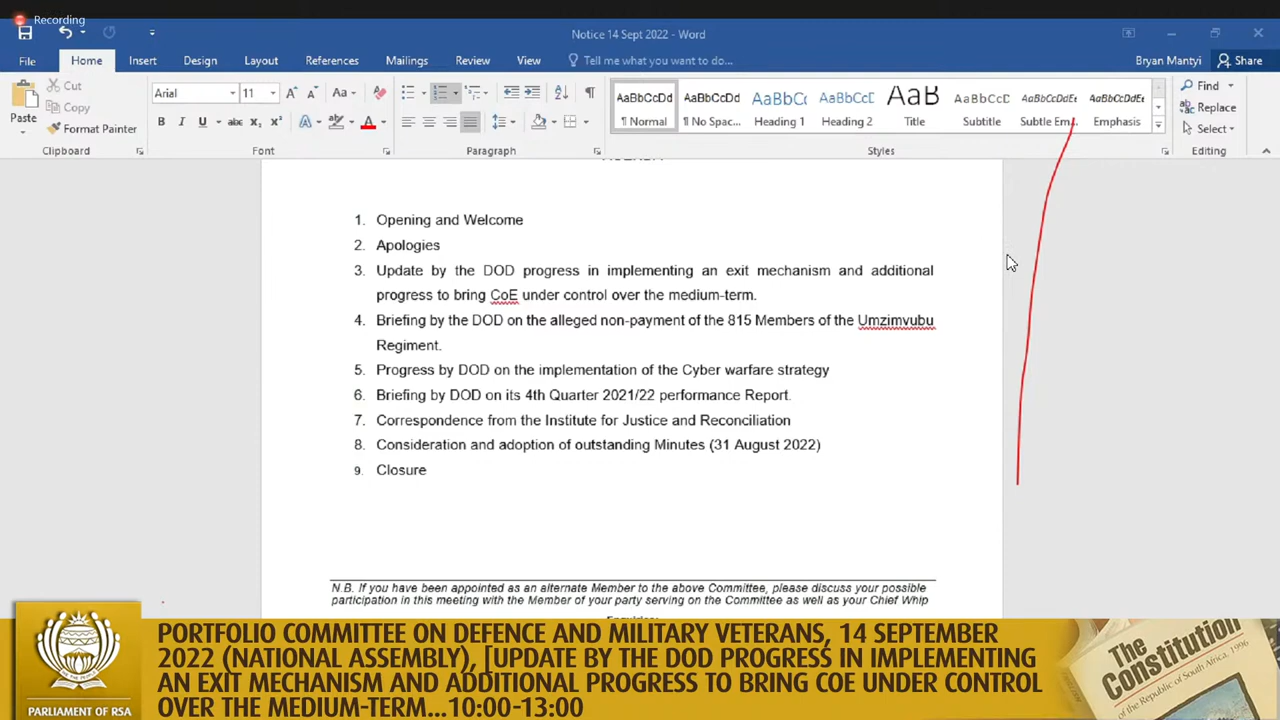 Recording
Notice 14 Sept 2022 - Word
File Home Insert Design Layout References Mailings Review View Tell me what you want to do... Bryan Mantyi Share
Paste
Cut
Copy
Format Painter
Clipboard
Arial 11
Font
Paragraph
AaBbCcDd AaBbCcDd AaBbCc AaBbCcC AaB AaBbCcD AaBbCcDdEe AaBbCcDdEe
¶ Normal ¶ No Spac... Heading 1 Heading 2 Title Subtitle Subtle Em... Emphasis
Styles
Find
Replace
Select
Editing
1. Opening and Welcome
2. Apologies
3. Update by the DOD progress in implementing an exit mechanism and additional
progress to bring CoE under control over the medium-term.
4. Briefing by the DOD on the alleged non-payment of the 815 Members of the Umzimvubu
Regiment.
5. Progress by DOD on the implementation of the Cyber warfare strategy
6. Briefing by DOD on its 4th Quarter 2021/22 performance Report.
7. Correspondence from the Institute for Justice and Reconciliation
8. Consideration and adoption of outstanding Minutes (31 August 2022)
9. Closure
N.B. If you have been appointed as an alternate Member to the above Committee, please discuss your possible
participation in this meeting with the Member of your party serving on the Committee as well as your Chief Whip
PARLIAMENT OF RSA
PORTFOLIO COMMITTEE ON DEFENCE AND MILITARY VETERANS, 14 SEPTEMBER
2022 (NATIONAL ASSEMBLY), [UPDATE BY THE DOD PROGRESS IN IMPLEMENTING
AN EXIT MECHANISM AND ADDITIONAL PROGRESS TO BRING COE UNDER CONTROL
OVER THE MEDIUM-TERM...10:00-13:00
The
Constitution
of the Republic of South Africa, 1996